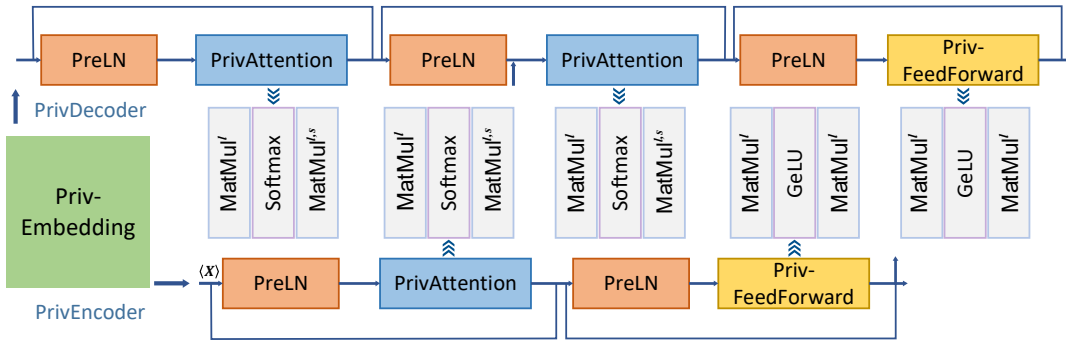 PreLN
PrivAttention
PreLN
PrivAttention
PreLN
Priv-
FeedForward
PrivDecoder
MatMul^l
Softmax
MatMul^{l,s}
MatMul^l
Softmax
MatMul^{l,s}
MatMul^l
Softmax
MatMul^{l,s}
MatMul^l
GeLU
MatMul^l
MatMul^l
GeLU
MatMul^l
Priv-
Embedding
⟨X⟩
PreLN
PrivAttention
PreLN
Priv-
FeedForward
PrivEncoder